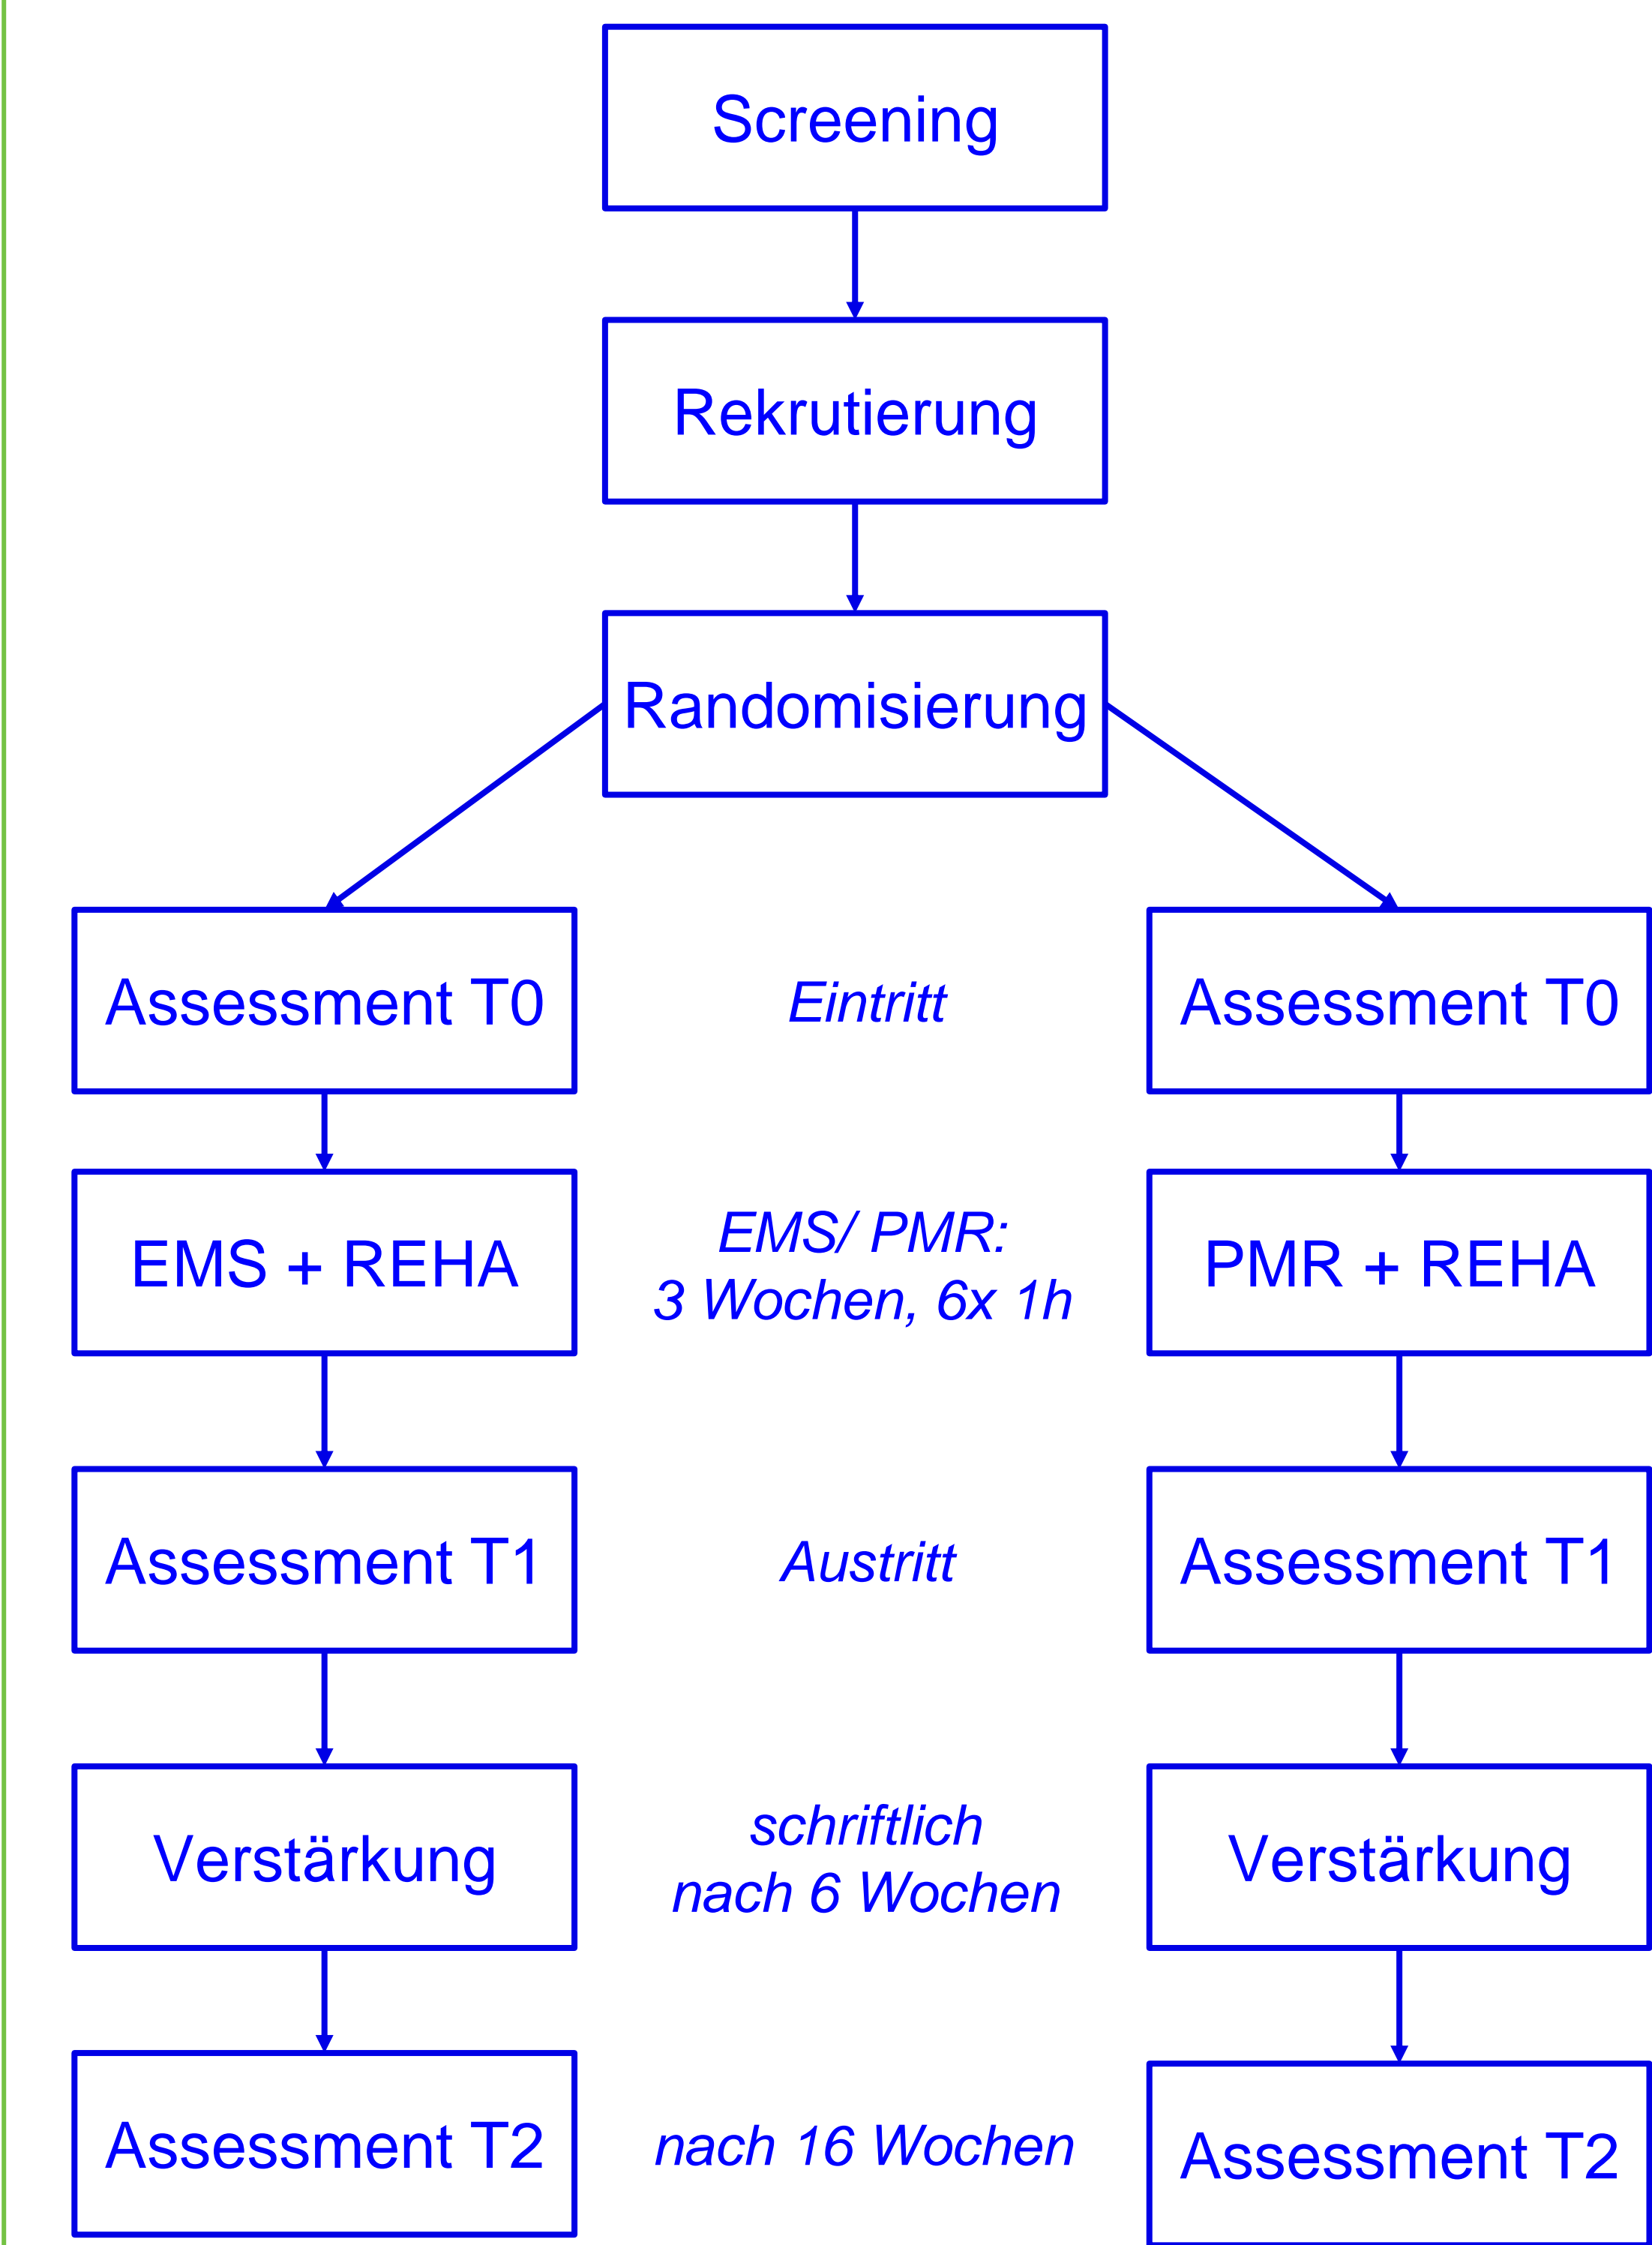 Screening
Rekrutierung
Randomisierung
Assessment T0
Eintritt
Assessment T0
EMS + REHA
EMS/ PMR:
3 Wochen, 6x 1h
PMR + REHA
Assessment T1
Austritt
Assessment T1
Verstärkung
schriftlich
nach 6 Wochen
Verstärkung
Assessment T2
nach 16 Wochen
Assessment T2